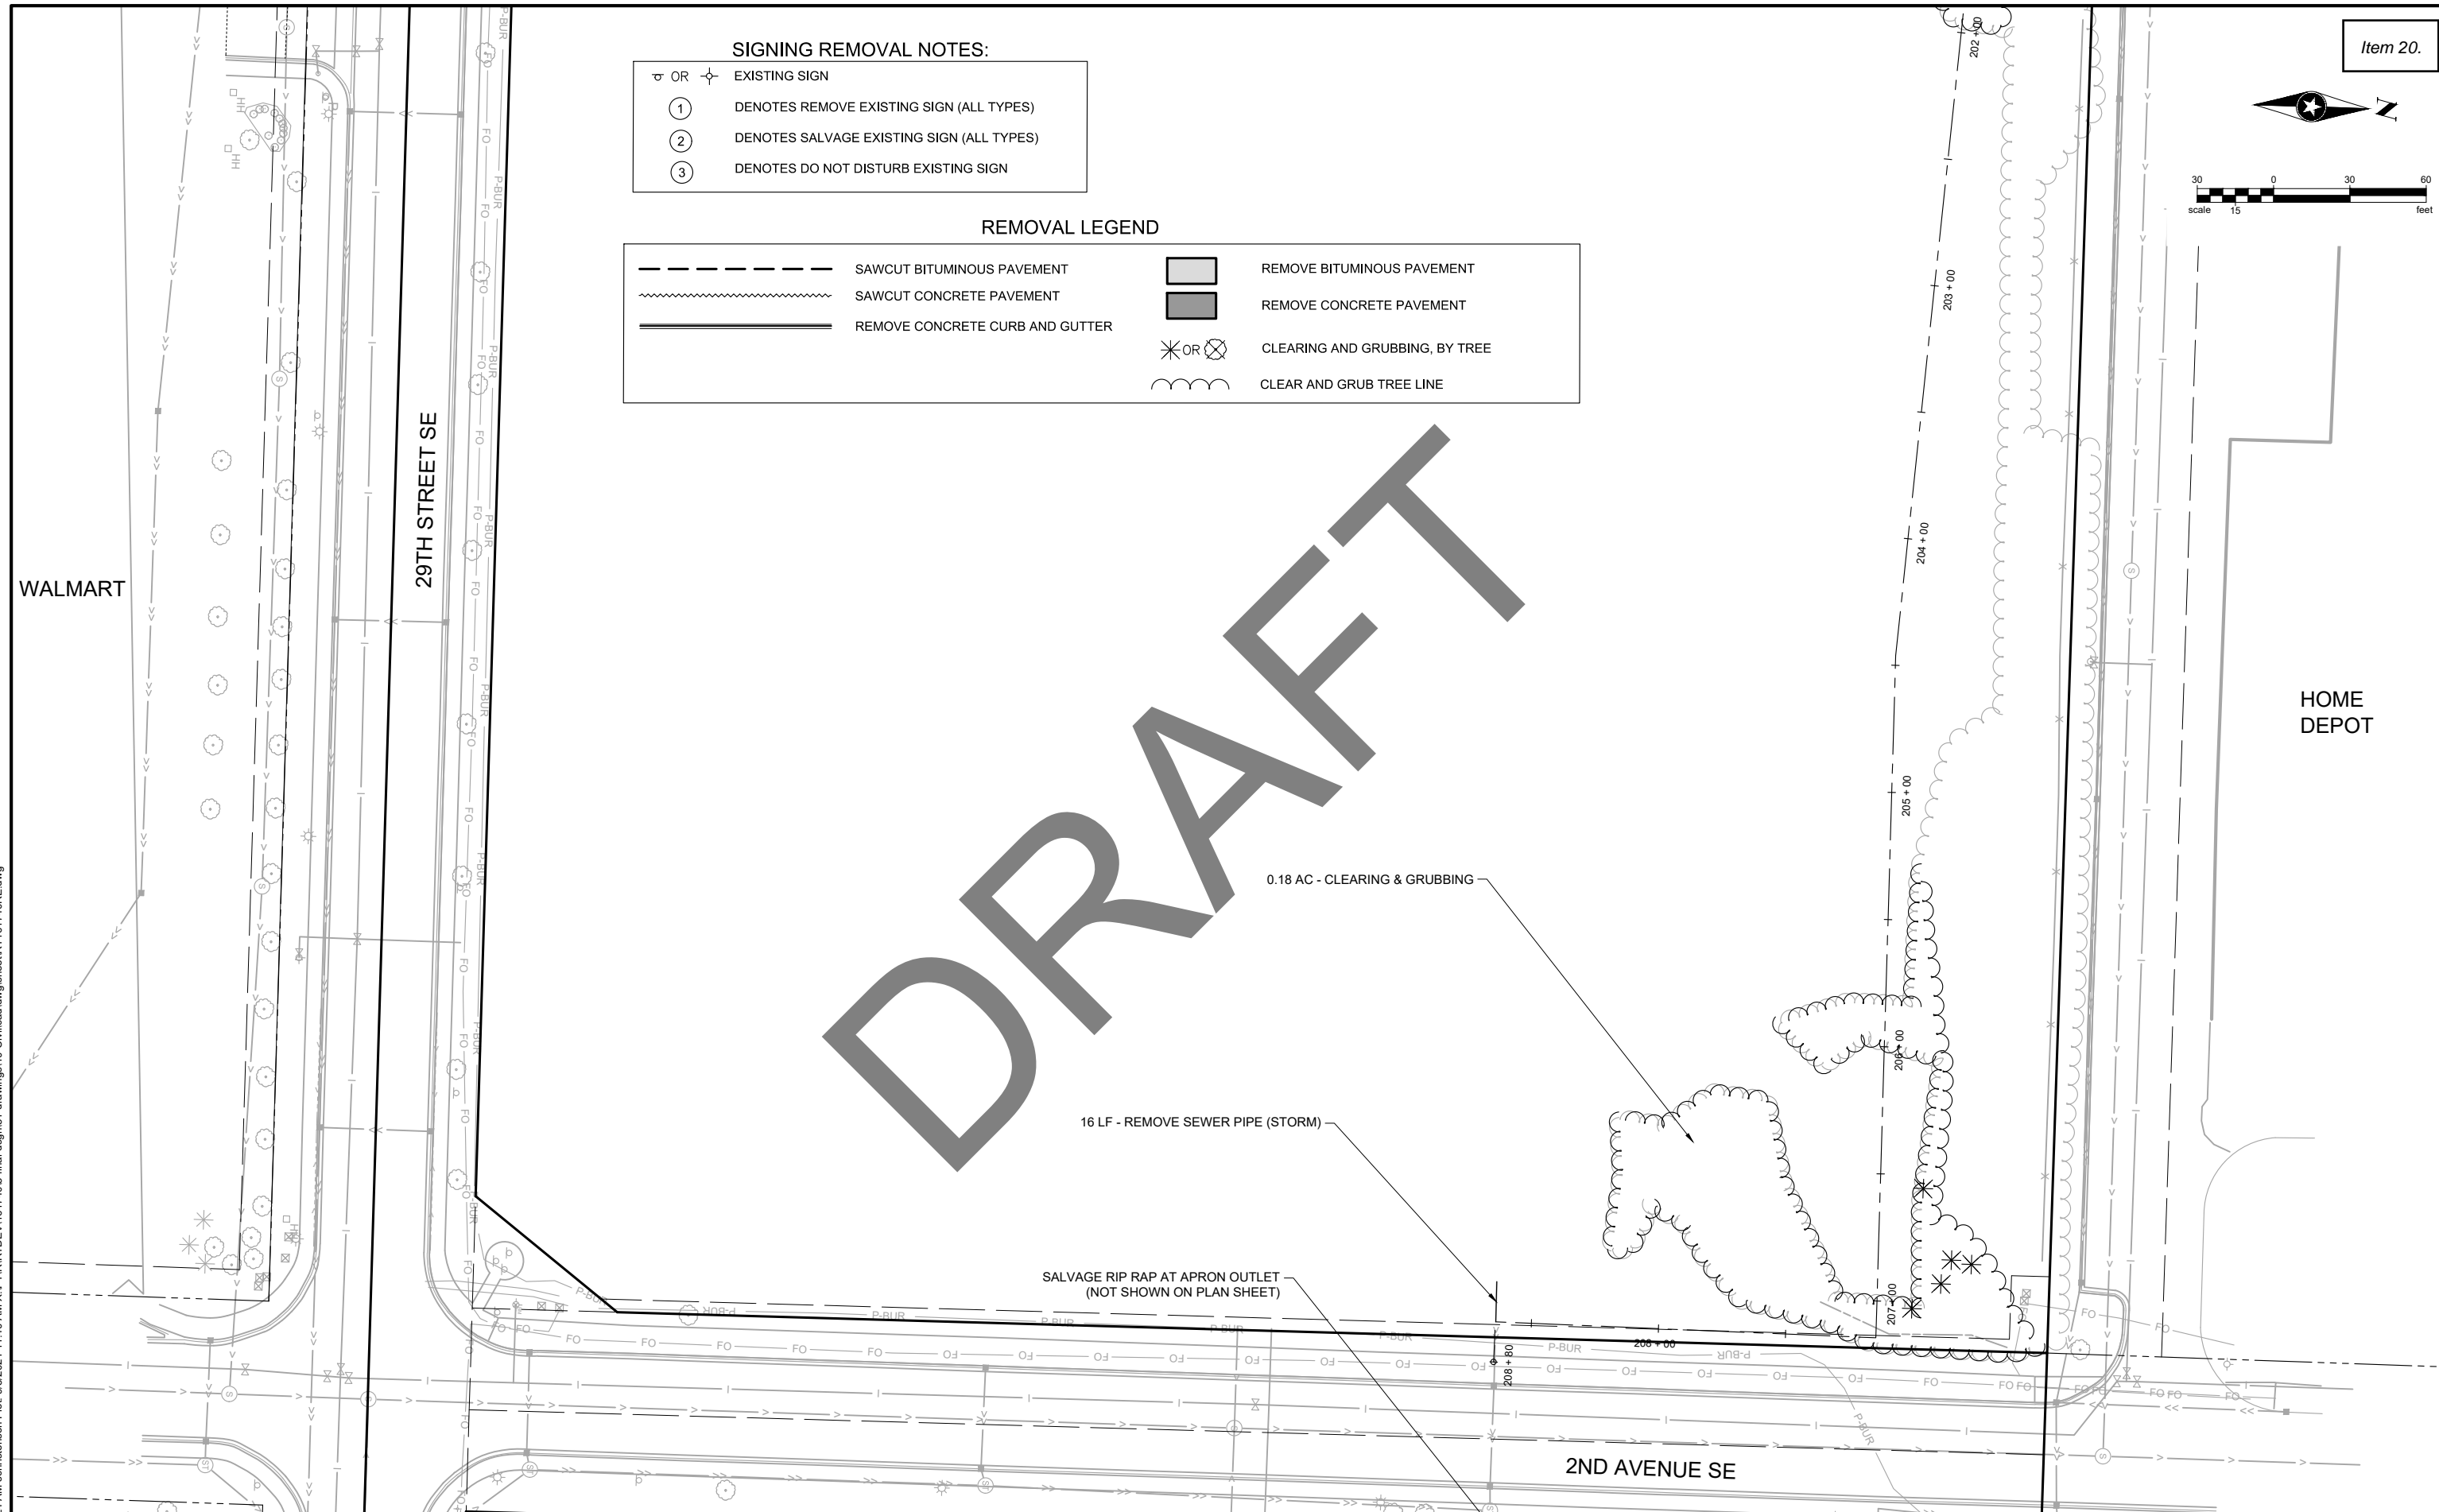 Item 20.
SIGNING REMOVAL NOTES:
OR EXISTING SIGN
1 DENOTES REMOVE EXISTING SIGN (ALL TYPES)
2 DENOTES SALVAGE EXISTING SIGN (ALL TYPES)
3 DENOTES DO NOT DISTURB EXISTING SIGN
N
30 0 30 60
scale 15 feet
REMOVAL LEGEND
SAWCUT BITUMINOUS PAVEMENT
SAWCUT CONCRETE PAVEMENT
REMOVE CONCRETE CURB AND GUTTER
REMOVE BITUMINOUS PAVEMENT
REMOVE CONCRETE PAVEMENT
OR CLEARING AND GRUBBING, BY TREE
CLEAR AND GRUB TREE LINE
202 + 00
203 + 00
204 + 00
205 + 00
206 + 00
207 + 00
208 + 00
208 + 80
WALMART
29TH STREET SE
HOME
DEPOT
DRAFT
0.18 AC - CLEARING & GRUBBING
16 LF - REMOVE SEWER PIPE (STORM)
SALVAGE RIP RAP AT APRON OUTLET
(NOT SHOWN ON PLAN SHEET)
2ND AVENUE SE
P-BUR
FO
HH